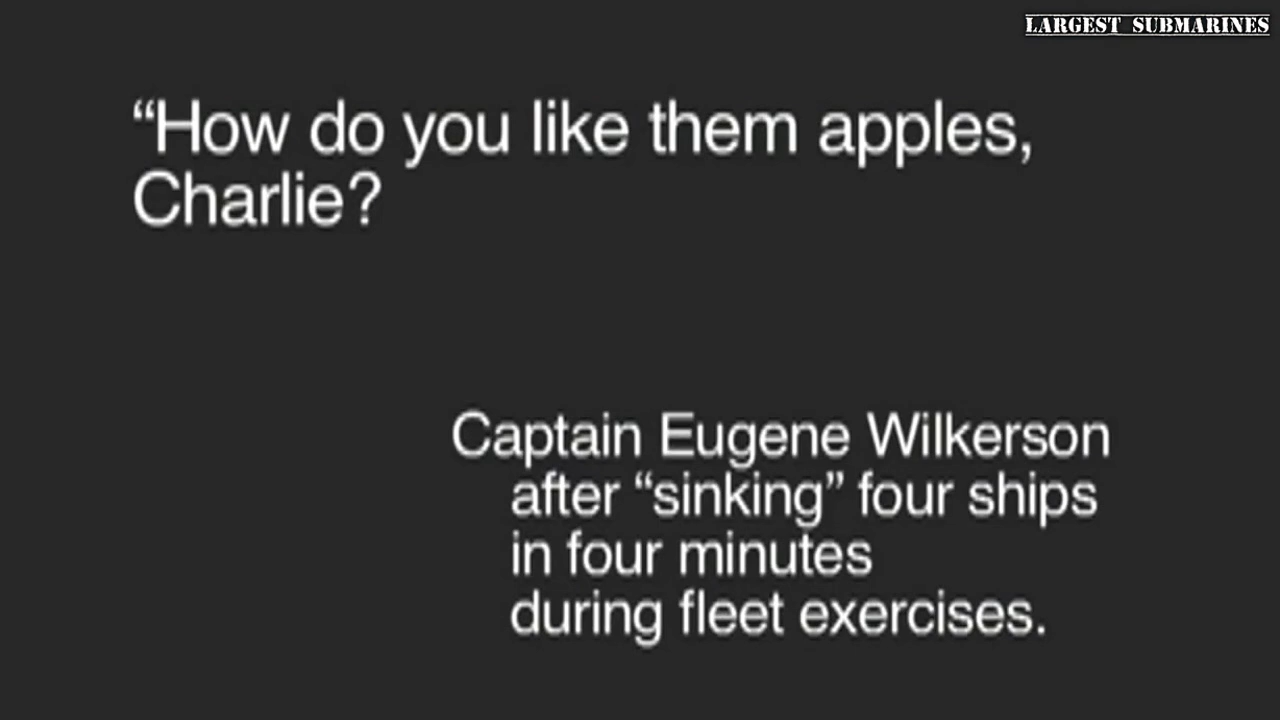 LARGEST SUBMARINES
“How do you like them apples,
Charlie?
Captain Eugene Wilkerson
after “sinking” four ships
in four minutes
during fleet exercises.